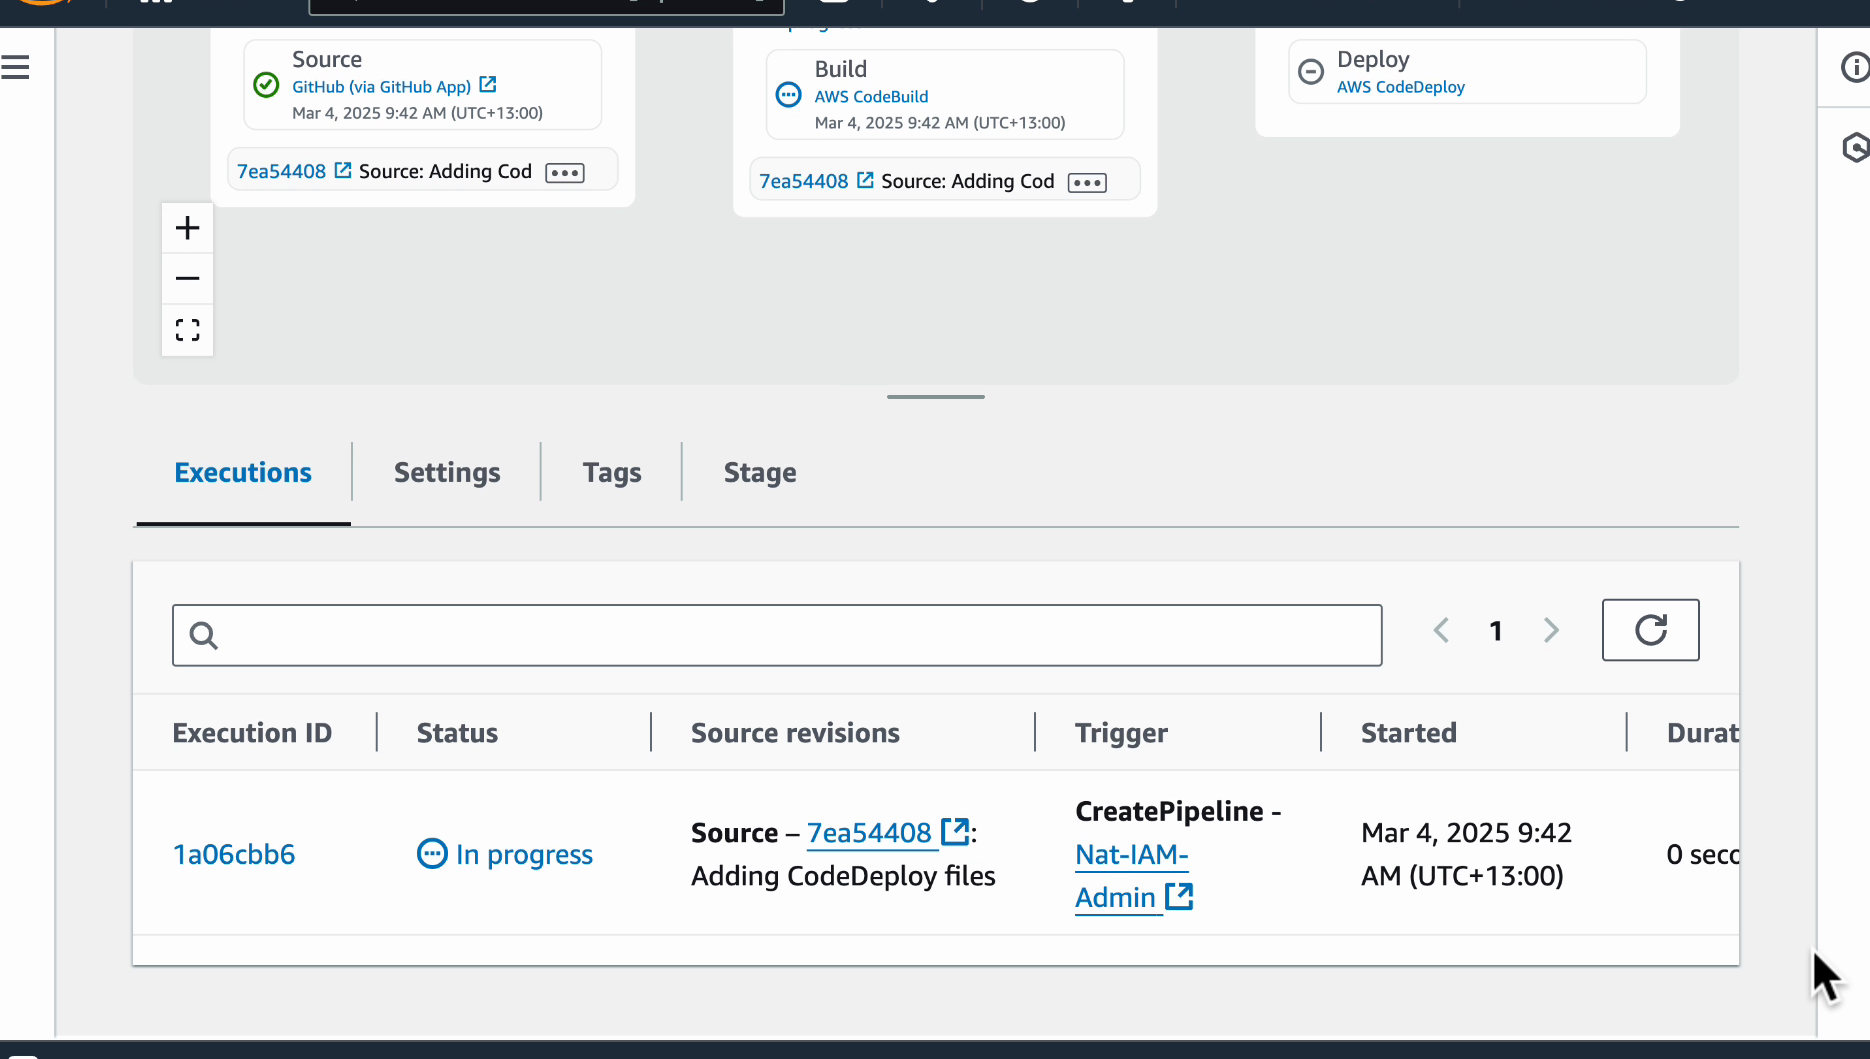 Source
GitHub (via GitHub App)
Mar 4, 2025 9:42 AM (UTC+13:00)
7ea54408 Source: Adding Cod
Build
AWS CodeBuild
Mar 4, 2025 9:42 AM (UTC+13:00)
7ea54408 Source: Adding Cod
Deploy
AWS CodeDeploy
Executions
Settings
Tags
Stage
1
Execution ID
Status
Source revisions
Trigger
Started
Durat
1a06cbb6
In progress
Source – 7ea54408 :
Adding CodeDeploy files
CreatePipeline -
Nat-IAM-
Admin
Mar 4, 2025 9:42
AM (UTC+13:00)
0 seco